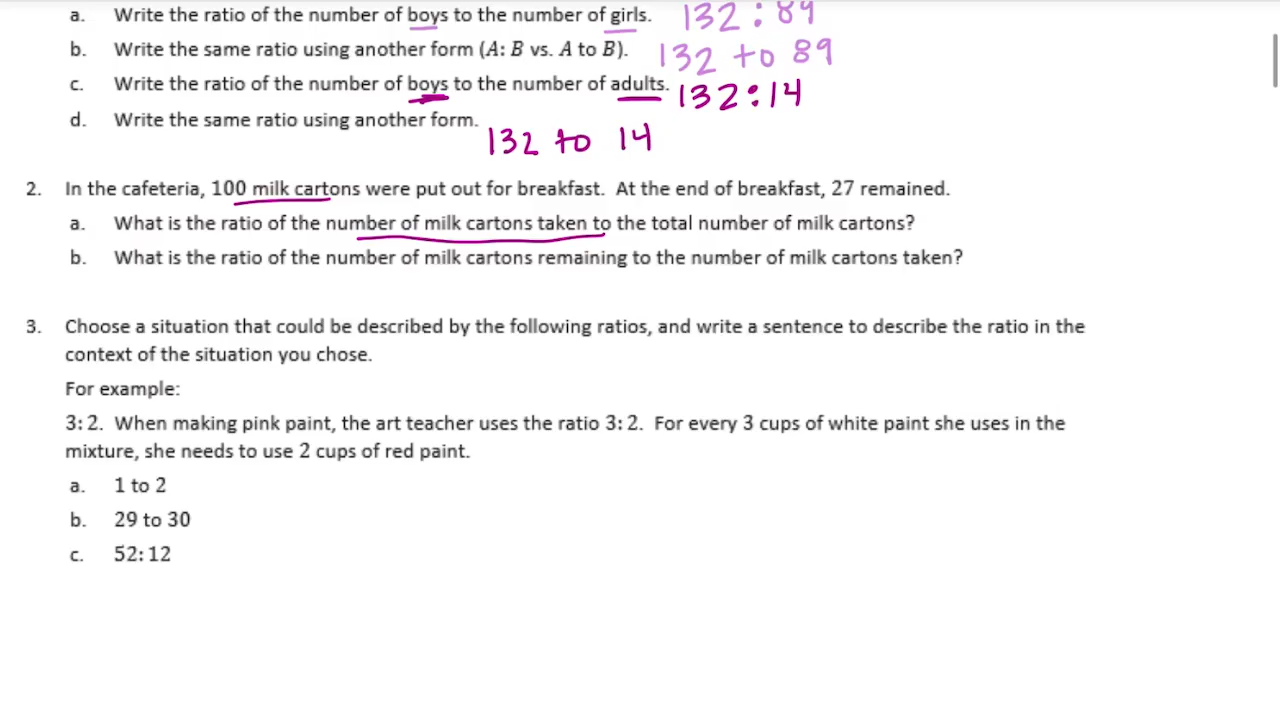 a. Write the ratio of the number of boys to the number of girls. 132:89
b. Write the same ratio using another form (A: B vs. A to B). 132 to 89
c. Write the ratio of the number of boys to the number of adults. 132:14
d. Write the same ratio using another form. 132 to 14
2. In the cafeteria, 100 milk cartons were put out for breakfast. At the end of breakfast, 27 remained.
a. What is the ratio of the number of milk cartons taken to the total number of milk cartons?
b. What is the ratio of the number of milk cartons remaining to the number of milk cartons taken?
3. Choose a situation that could be described by the following ratios, and write a sentence to describe the ratio in the
context of the situation you chose.
For example:
3: 2. When making pink paint, the art teacher uses the ratio 3: 2. For every 3 cups of white paint she uses in the
mixture, she needs to use 2 cups of red paint.
a. 1 to 2
b. 29 to 30
c. 52: 12